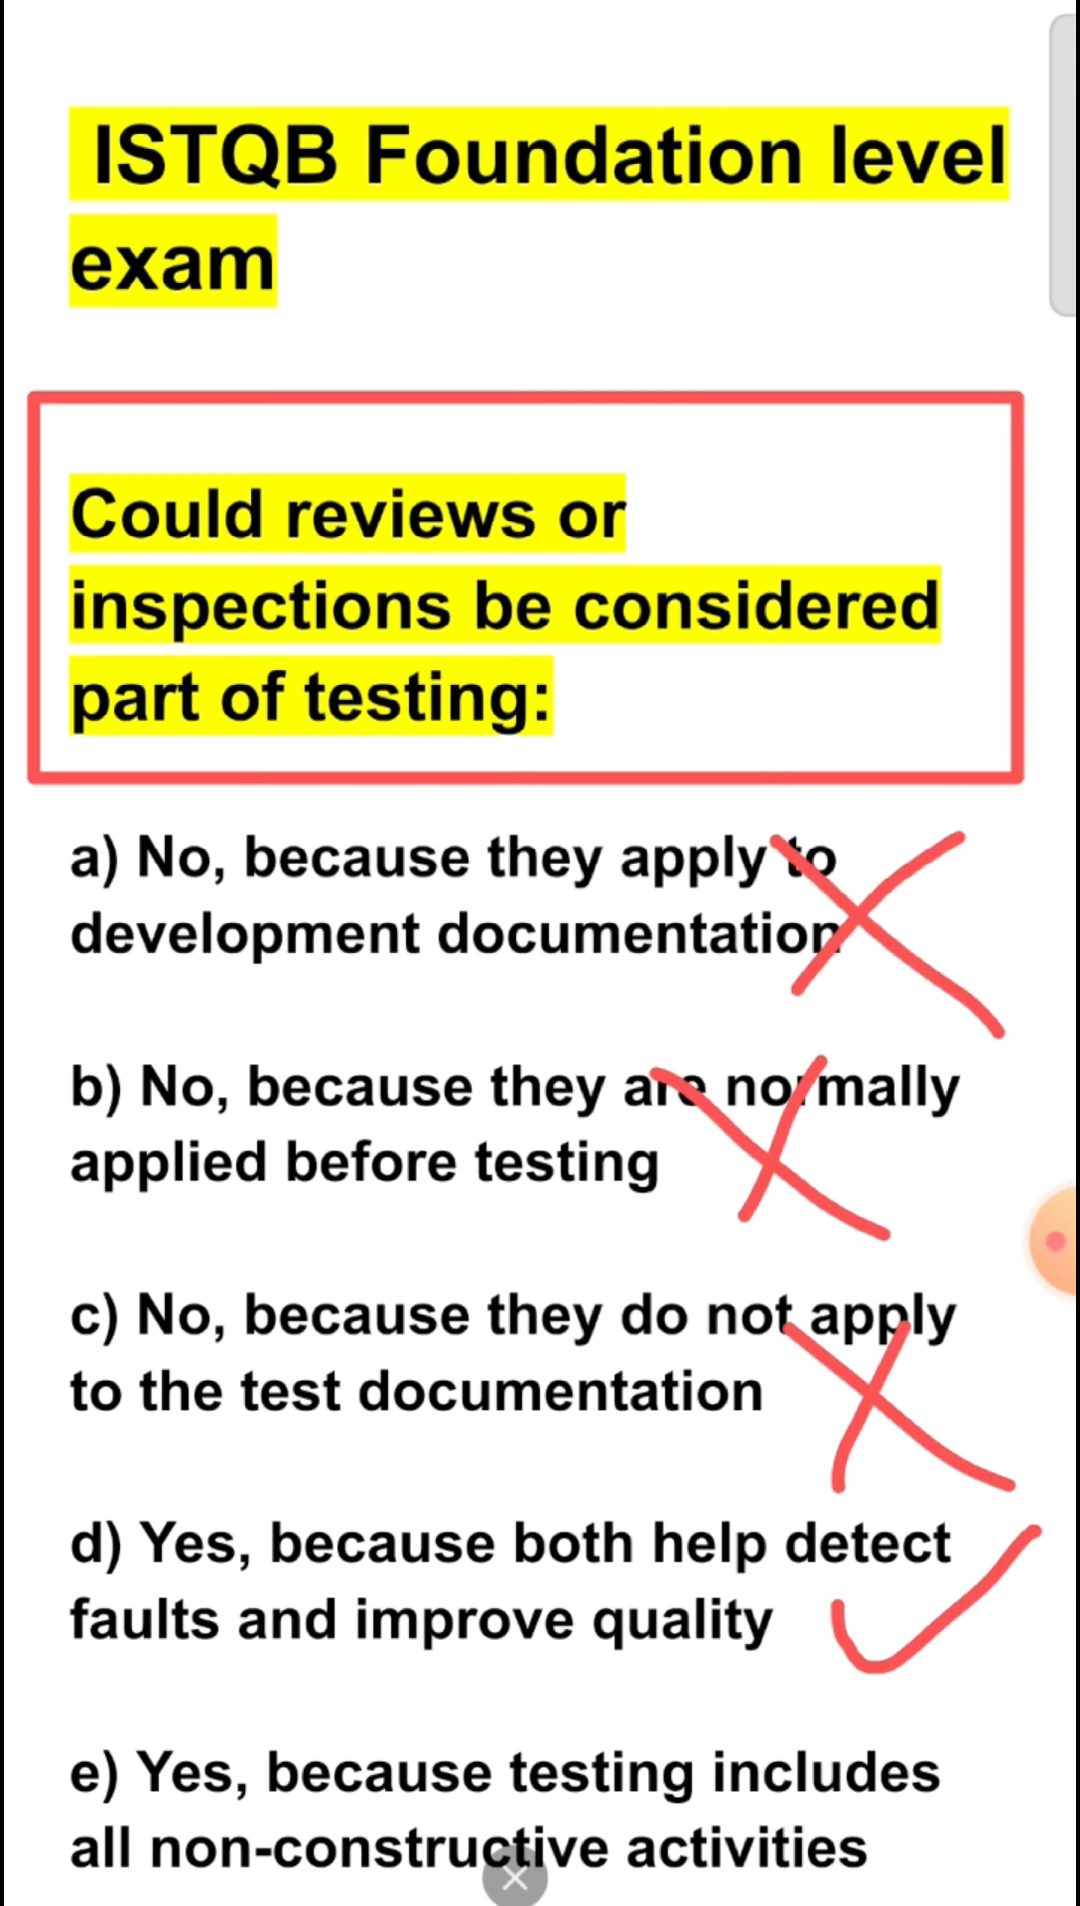 ISTQB Foundation level
exam
Could reviews or
inspections be considered
part of testing:
a) No, because they apply to
development documentation
b) No, because they are normally
applied before testing
c) No, because they do not apply
to the test documentation
d) Yes, because both help detect
faults and improve quality
e) Yes, because testing includes
all non-constructive activities